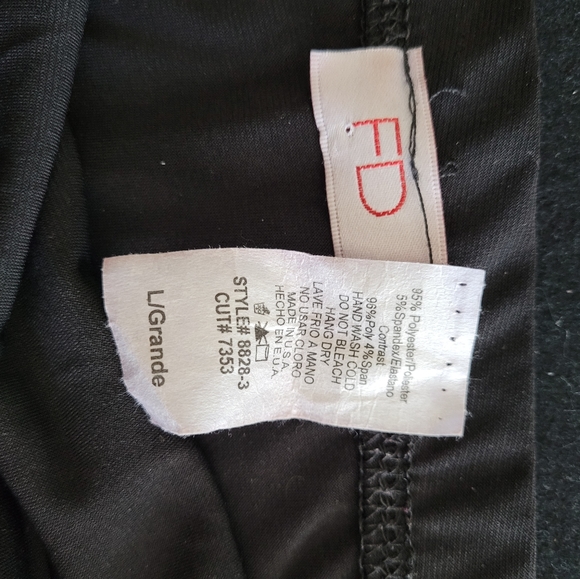 FD
95% Polyester/Poliester
5%Spandex/Elastano
Contrast
96%Poly 4%Span
HAND WASH COLD
DO NOT BLEACH
HANG DRY
LAVE FRIO A MANO
NO USAR CLORO
MADE IN U.S.A.
HECHO EN E.U.A.
STYLE# 8828-3
CUT# 7353
L/Grande